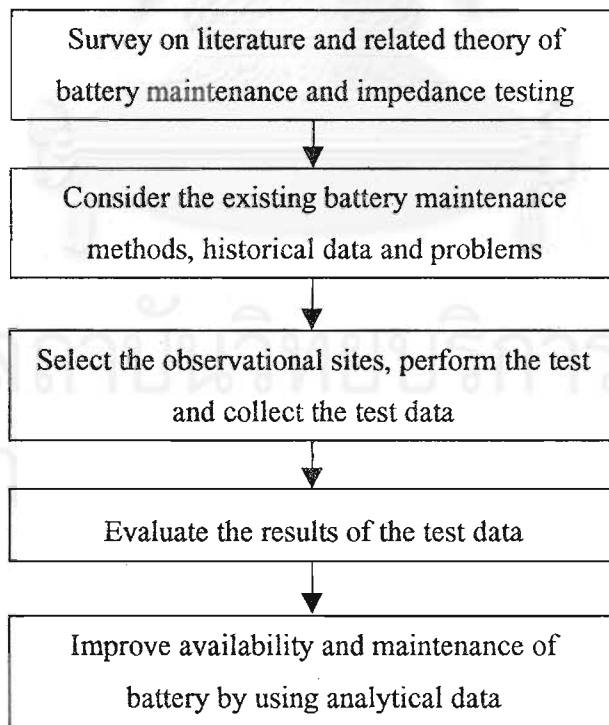 Survey on literature and related theory of
battery maintenance and impedance testing
Consider the existing battery maintenance
methods, historical data and problems
Select the observational sites, perform the test
and collect the test data
Evaluate the results of the test data
Improve availability and maintenance of
battery by using analytical data